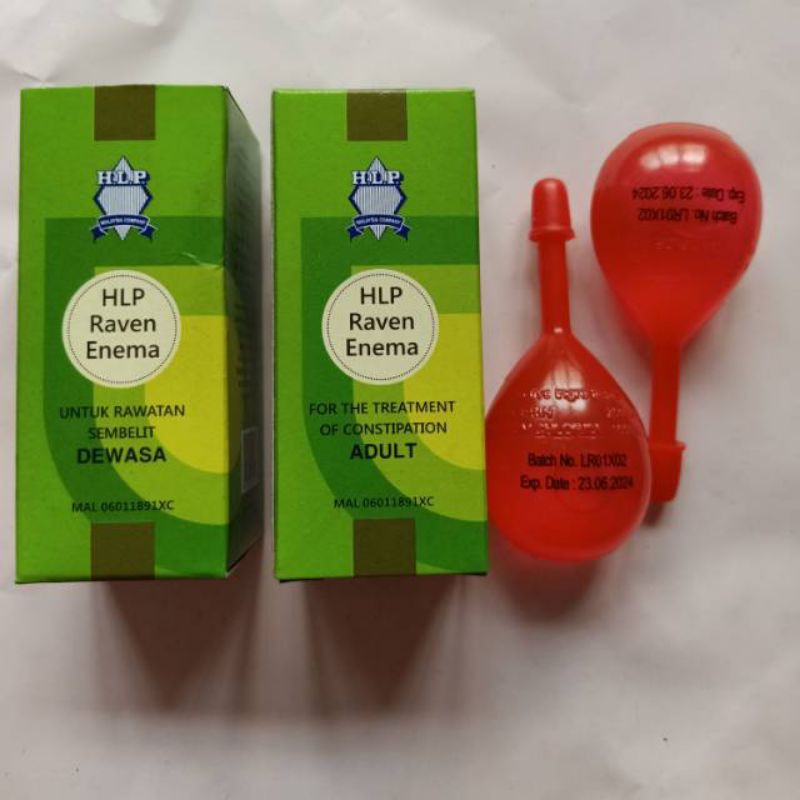 H.L.P.
MALAYSIA COMPANY
HLP
Raven
Enema
UNTUK RAWATAN
SEMBELIT
DEWASA
MAL 06011891XC
H.L.P.
MALAYSIA COMPANY
HLP
Raven
Enema
FOR THE TREATMENT
OF CONSTIPATION
ADULT
MAL 06011891XC
Batch No. LR01X02
Exp. Date : 23.06.2024
Batch No. LR01X02
Exp. Date : 23.06.2024